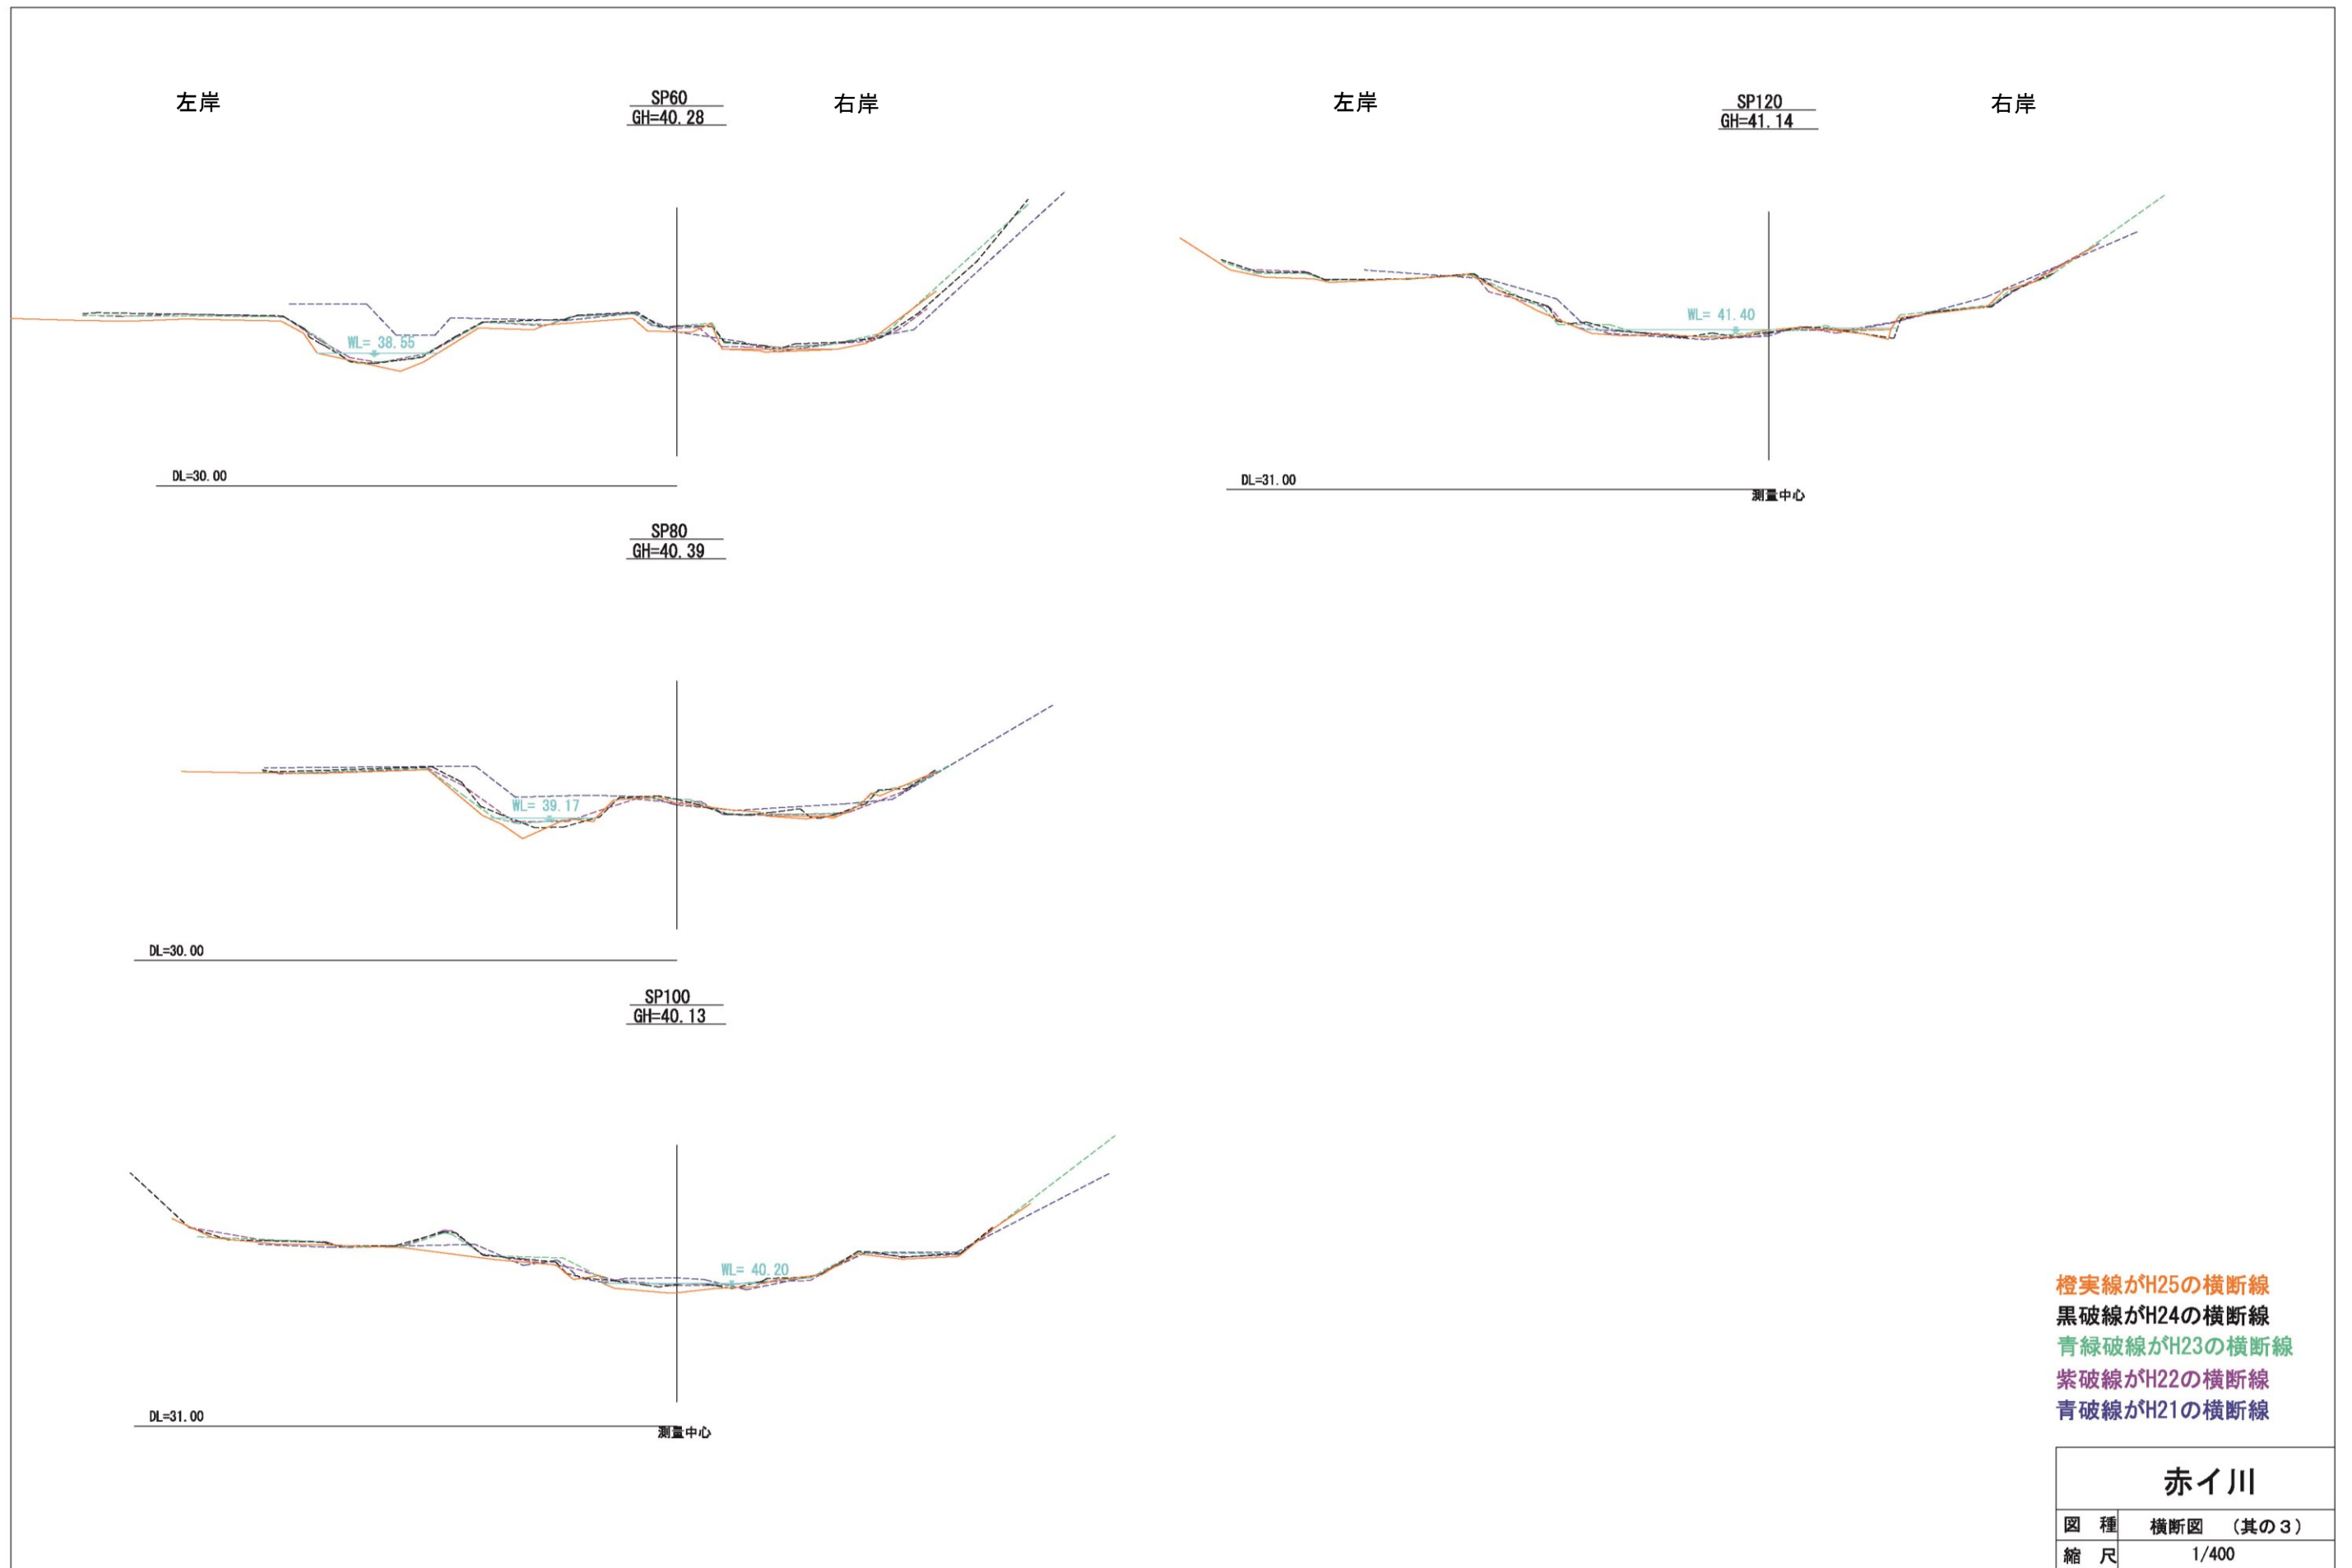 左岸
SP60
GH=40.28
右岸
WL= 38.55
DL=30.00
左岸
SP120
GH=41.14
右岸
WL= 41.40
DL=31.00
測量中心
SP80
GH=40.39
WL= 39.17
DL=30.00
SP100
GH=40.13
WL= 40.20
DL=31.00
測量中心
橙実線がH25の横断線
黒破線がH24の横断線
青緑破線がH23の横断線
紫破線がH22の横断線
青破線がH21の横断線
赤イ川
図 種 横断図 （其の３）
縮 尺 1/400